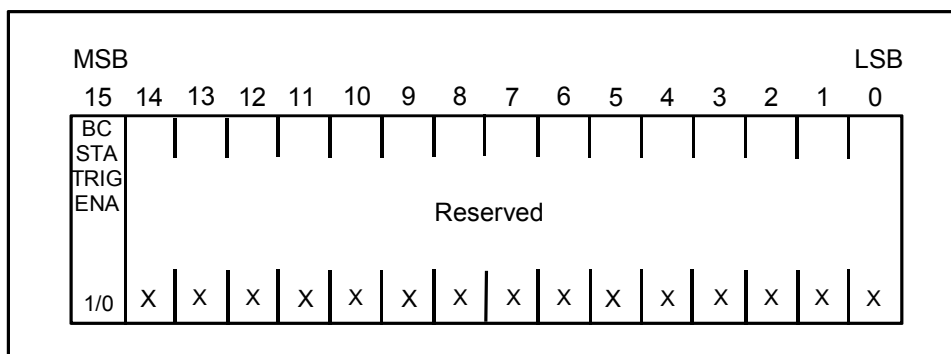 MSB LSB
15 14 13 12 11 10 9 8 7 6 5 4 3 2 1 0
BC
STA
TRIG
ENA
Reserved
1/0 X X X X X X X X X X X X X X X